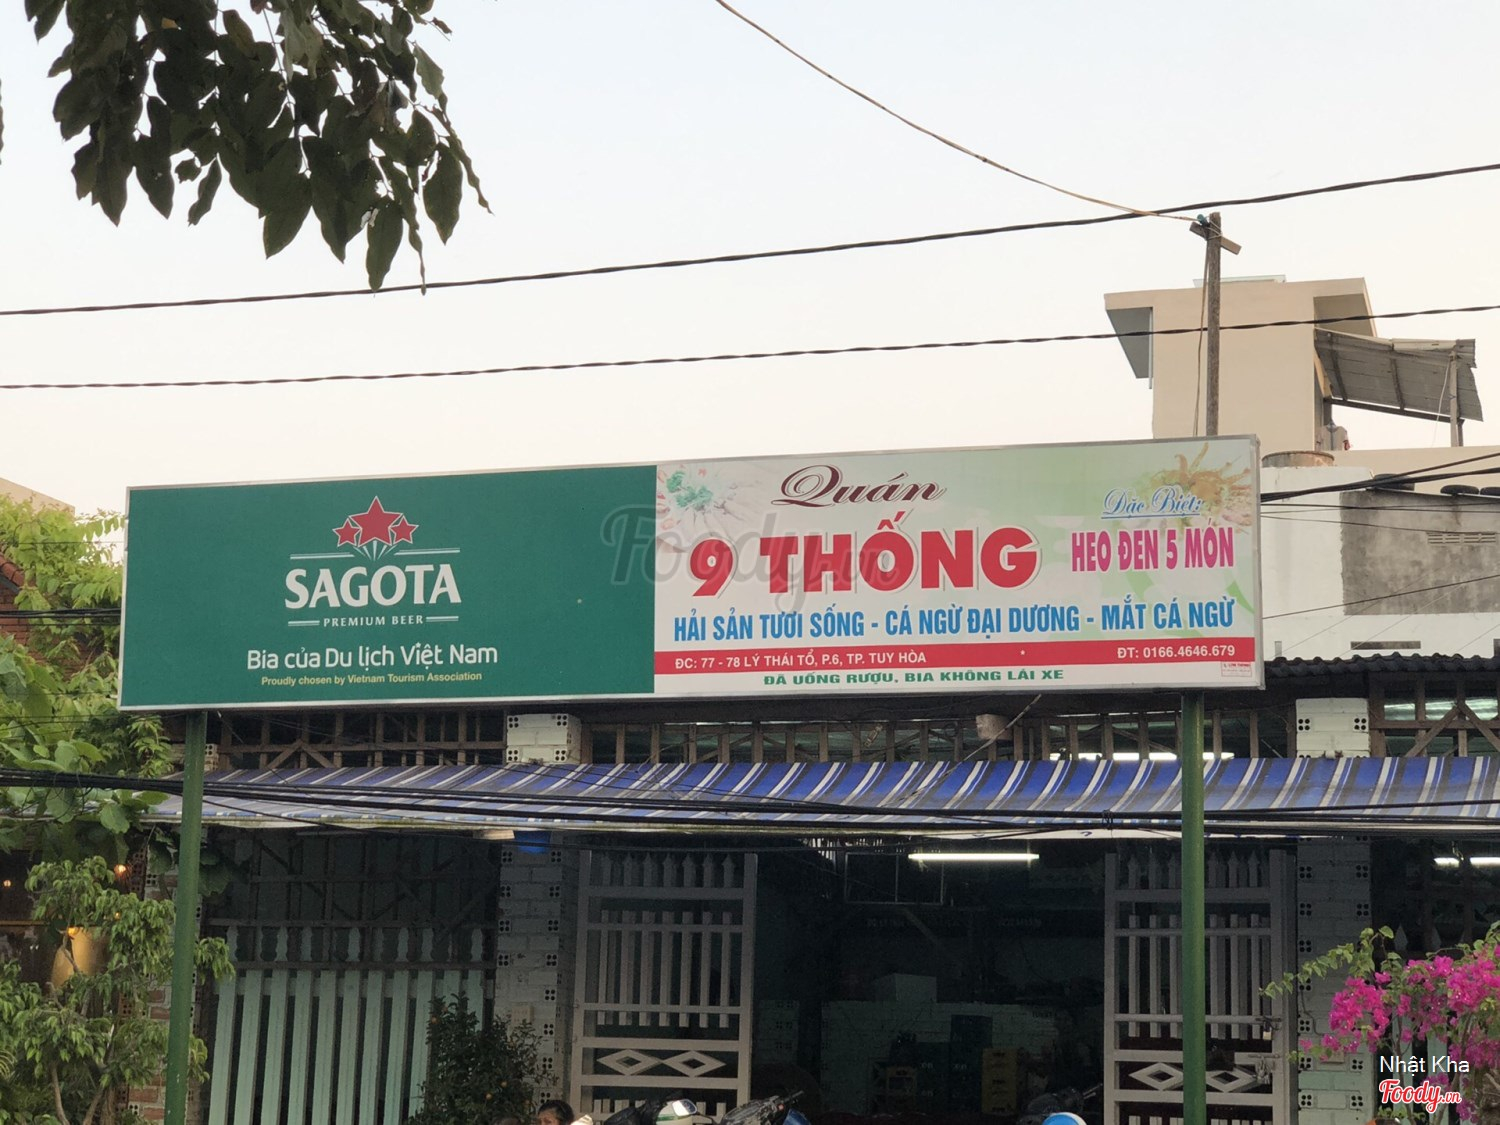 SAGOTA
PREMIUM BEER
Bia của Du lịch Việt Nam
Proudly chosen by Vietnam Tourism Association
Quán
9 THỐNG
Đặc Biệt:
HEO ĐEN 5 MÓN
HẢI SẢN TƯƠI SỐNG - CÁ NGỪ ĐẠI DƯƠNG - MẮT CÁ NGỪ
ĐC: 77 - 78 LÝ THÁI TỔ, P.6, TP. TUY HÒA
ĐT: 0166.4646.679
ĐÃ UỐNG RƯỢU, BIA KHÔNG LÁI XE
Foody.vn
Nhật Kha
Foody.vn